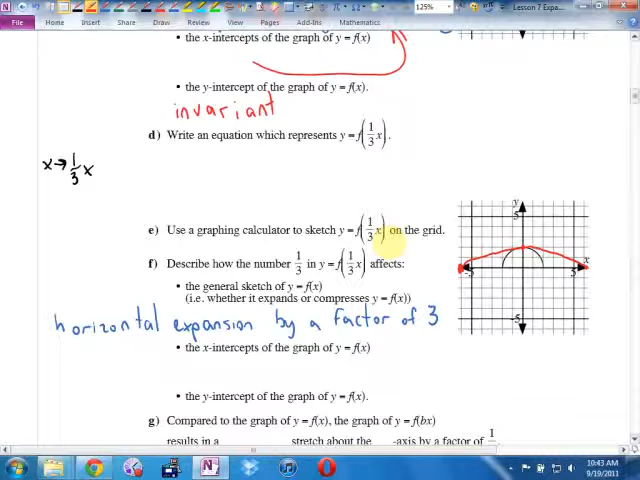 125%
Lesson 7 Expa
File Home Insert Sharing Draw Review View Add-Ins Mathematics
• the x-intercepts of the graph of y = f(x)
• the y-intercept of the graph of y = f(x).
invariant
d) Write an equation which represents y = f(1/3 x).
x → 1/3 x
e) Use a graphing calculator to sketch y = f(1/3 x) on the grid.
y
5
x
-5
5
-5
f) Describe how the number 1/3 in y = f(1/3 x) affects:
• the general sketch of y = f(x)
(i.e. whether it expands or compresses y = f(x))
horizontal expansion by a factor of 3
• the x-intercepts of the graph of y = f(x)
• the y-intercept of the graph of y = f(x).
g) Compared to the graph of y = f(x), the graph of y = f(bx)
results in a ________ stretch about the ___-axis by a factor of 1
10:43 AM
9/19/2011